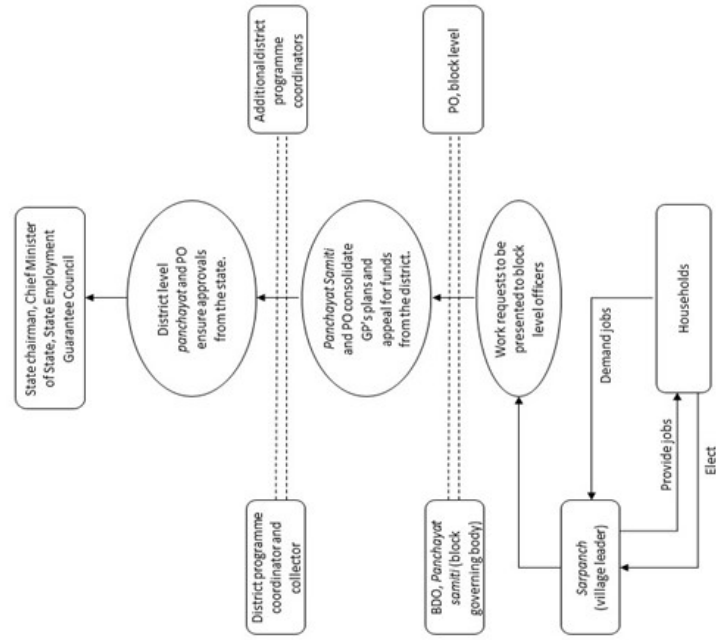 State chairman, Chief Minister
of State, State Employment
Guarantee Council
District level
panchayat and PO
ensure approvals
from the state.
District programme
coordinator and
collector
Additional district
programme
coordinators
Panchayat Samiti
and PO consolidate
GP's plans and
appeal for funds
from the district.
BDO, Panchayat
samiti (block
governing body)
PO, block level
Work requests to be
presented to block
level officers
Sarpanch
(village leader)
Demand jobs
Provide jobs
Elect
Households